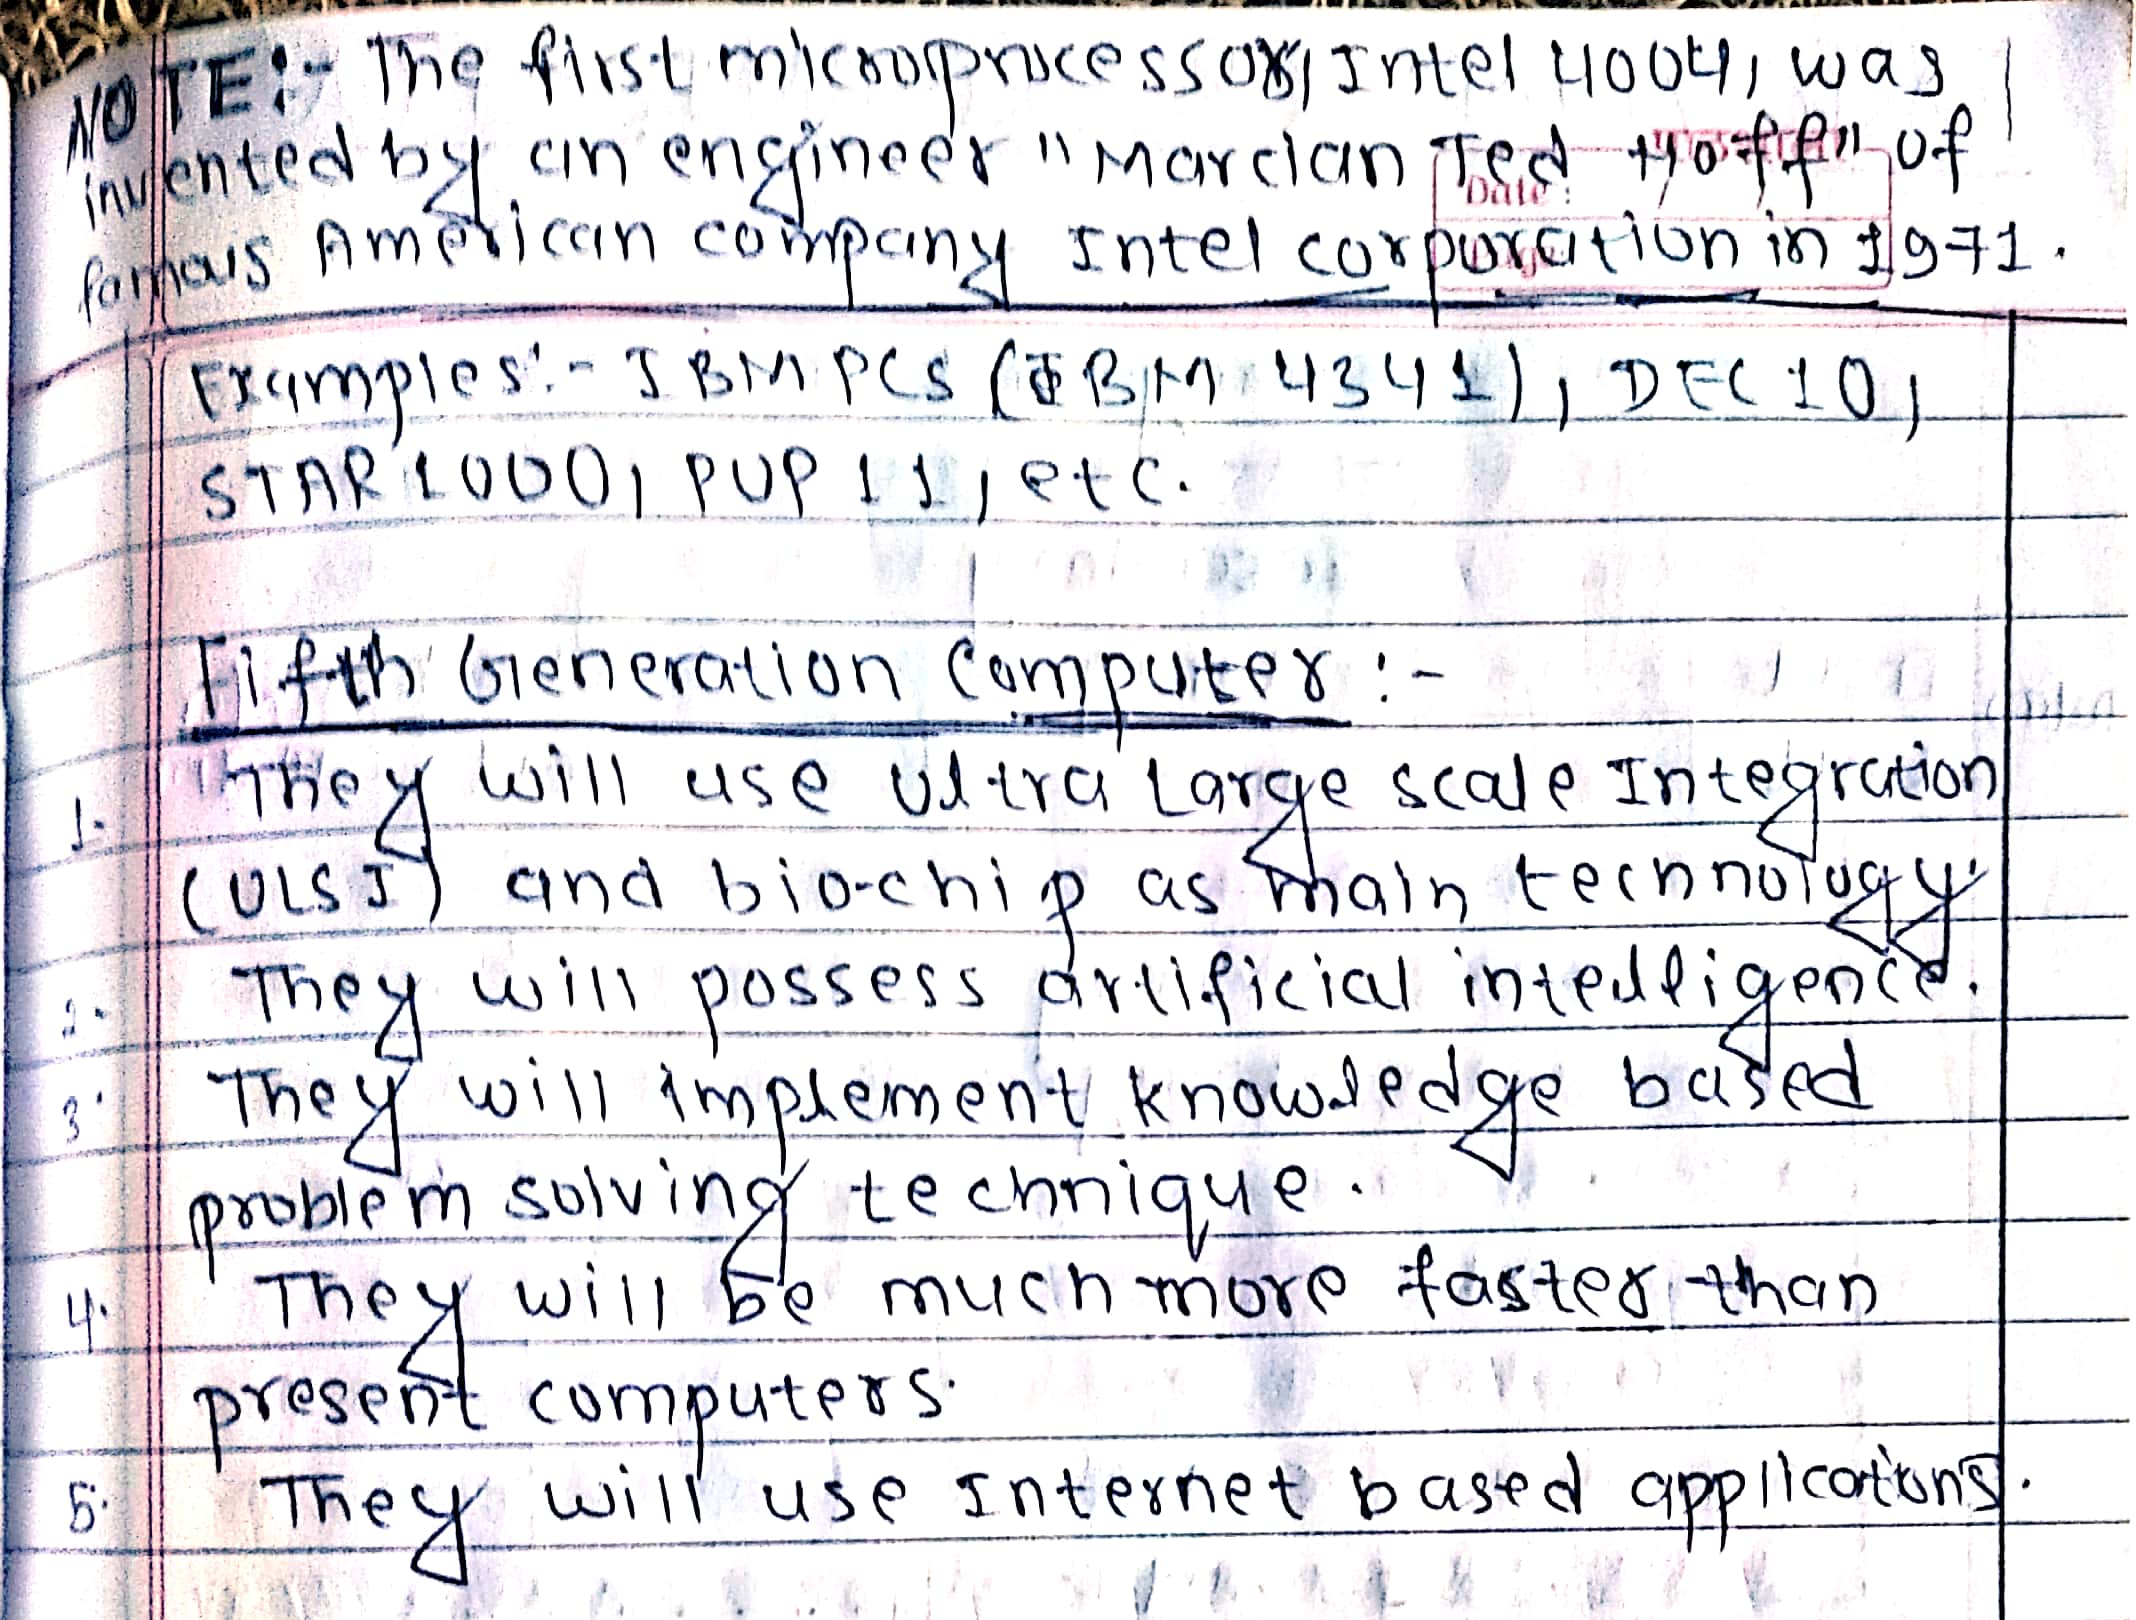 NOTE:- The first microprocessor, Intel 4004, was
invented by an engineer "Marcian Ted Hoff" of
famous American company Intel corporation in 1971.
Examples:- IBM PCS (IBM 4341), DEC 10,
STAR 1000, PUP 11, etc.
Fifth Generation Computer :-
1. They will use Ultra Large scale Integration
(ULSI) and bio-chip as main technology.
2. They will possess artificial intelligence.
3. They will implement knowledge based
problem solving technique.
4. They will be much more faster than
present computers.
5. They will use Internet based applications.